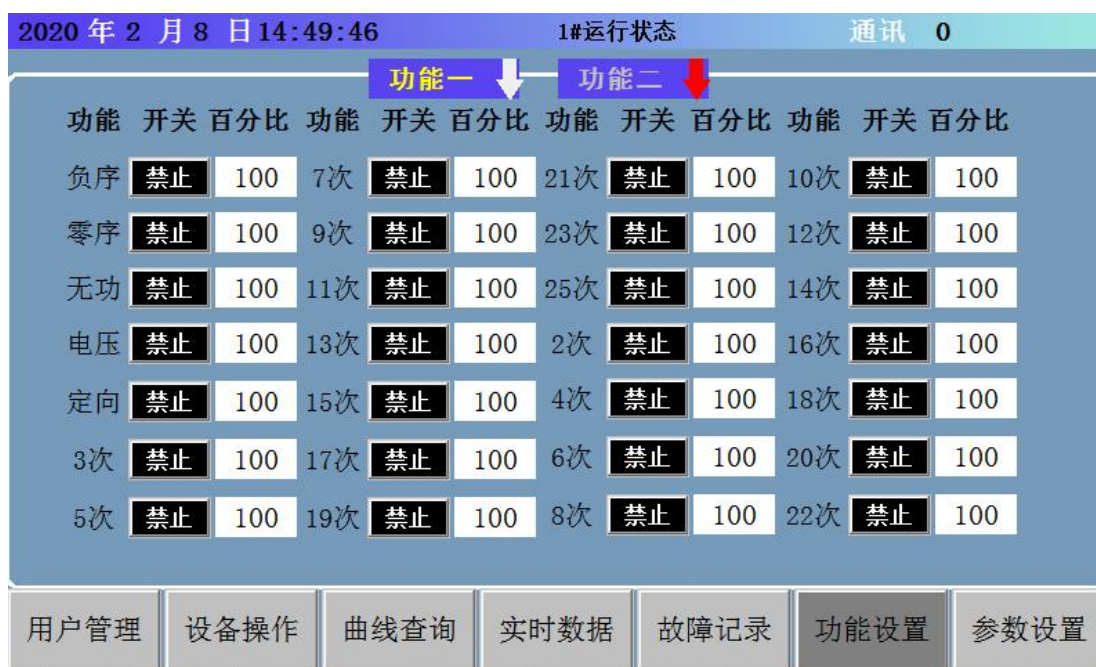 2020 年 2 月 8 日 14:49:46 1#运行状态 通讯 0
功能一 功能二
功能 开关 百分比 功能 开关 百分比 功能 开关 百分比 功能 开关 百分比
负序 禁止 100 7次 禁止 100 21次 禁止 100 10次 禁止 100
零序 禁止 100 9次 禁止 100 23次 禁止 100 12次 禁止 100
无功 禁止 100 11次 禁止 100 25次 禁止 100 14次 禁止 100
电压 禁止 100 13次 禁止 100 2次 禁止 100 16次 禁止 100
定向 禁止 100 15次 禁止 100 4次 禁止 100 18次 禁止 100
3次 禁止 100 17次 禁止 100 6次 禁止 100 20次 禁止 100
5次 禁止 100 19次 禁止 100 8次 禁止 100 22次 禁止 100
用户管理 设备操作 曲线查询 实时数据 故障记录 功能设置 参数设置